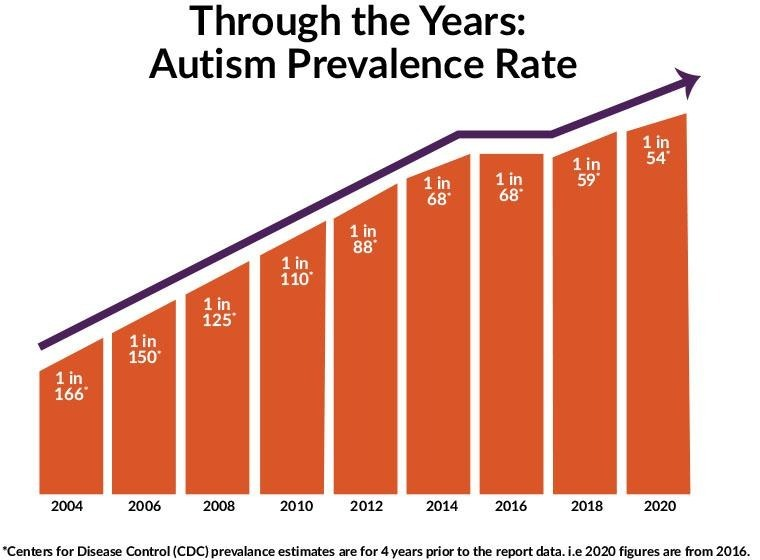 Through the Years:
Autism Prevalence Rate
1 in
166*
1 in
150*
1 in
125*
1 in
110*
1 in
88*
1 in
68*
1 in
68*
1 in
59*
1 in
54*
2004 2006 2008 2010 2012 2014 2016 2018 2020
*Centers for Disease Control (CDC) prevalance estimates are for 4 years prior to the report data. i.e 2020 figures are from 2016.